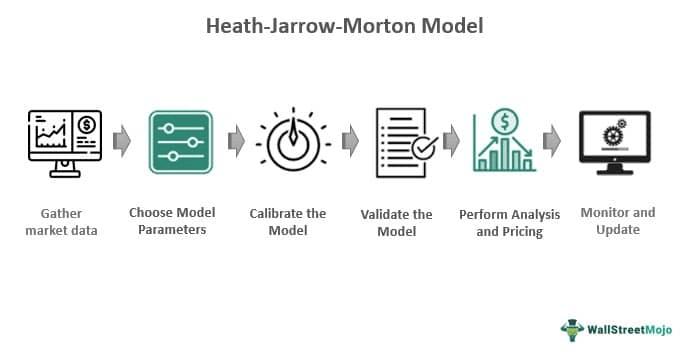 Heath-Jarrow-Morton Model
Gather
market data
Choose Model
Parameters
Calibrate the
Model
Validate the
Model
Perform Analysis
and Pricing
Monitor and
Update
WallStreetMojo